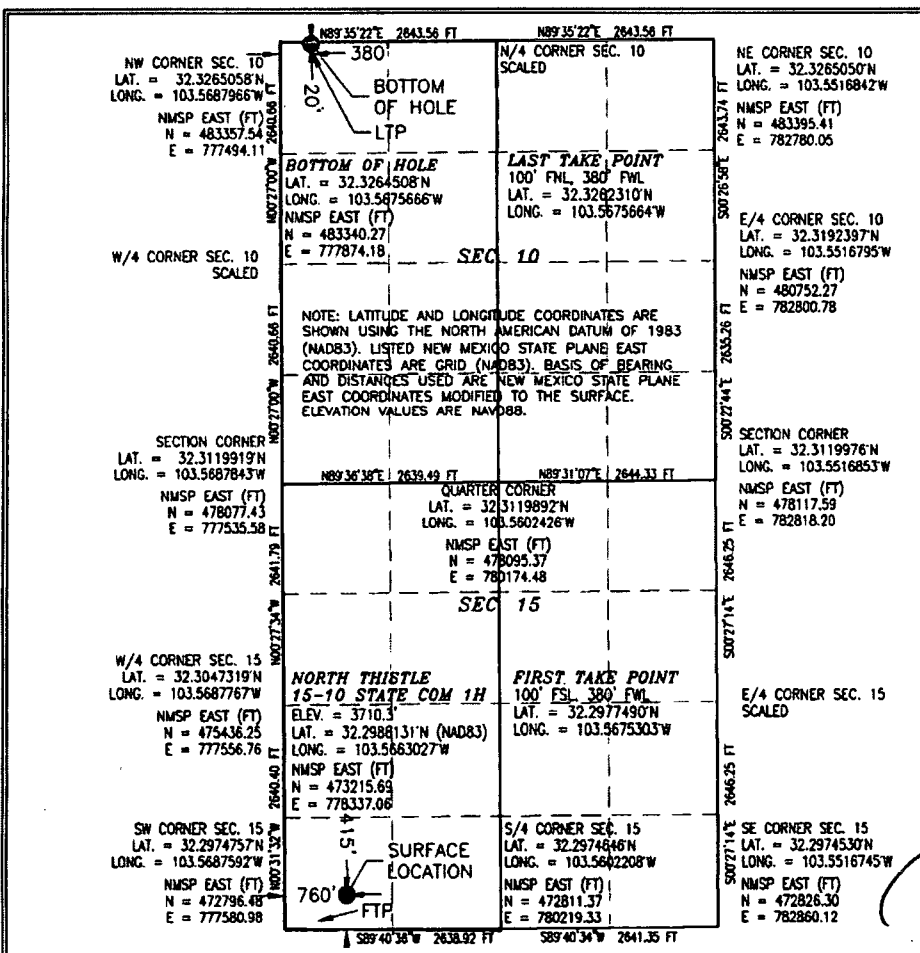 N89°35'22"E 2643.56 FT
N89°35'22"E 2643.56 FT
NW CORNER SEC. 10
LAT. = 32.3265058'N
LONG. = 103.5687966'W
NMSP EAST (FT)
N = 483357.54
E = 777494.11
380'
20'
BOTTOM
OF HOLE
LTP
N/4 CORNER SEC. 10
SCALED
NE CORNER SEC. 10
LAT. = 32.3265050'N
LONG. = 103.5516842'W
NMSP EAST (FT)
N = 483395.41
E = 782780.05
N00°27'00"W 2640.66 FT
S00°26'58"E 2643.74 FT
BOTTOM OF HOLE
LAT. = 32.3264508'N
LONG. = 103.5675666'W
NMSP EAST (FT)
N = 483340.27
E = 777874.18
LAST TAKE POINT
100' FNL, 380' FWL
LAT. = 32.3262310'N
LONG. = 103.5675664'W
W/4 CORNER SEC. 10
SCALED
SEC 10
E/4 CORNER SEC. 10
LAT. = 32.3192397'N
LONG. = 103.5516795'W
NMSP EAST (FT)
N = 480752.27
E = 782800.78
NOTE: LATITUDE AND LONGITUDE COORDINATES ARE
SHOWN USING THE NORTH AMERICAN DATUM OF 1983
(NAD83). LISTED NEW MEXICO STATE PLANE EAST
COORDINATES ARE GRID (NAD83). BASIS OF BEARING
AND DISTANCES USED ARE NEW MEXICO STATE PLANE
EAST COORDINATES MODIFIED TO THE SURFACE.
ELEVATION VALUES ARE NAVD88.
N00°27'00"W 2640.66 FT
S00°22'44"E 2635.26 FT
SECTION CORNER
LAT. = 32.3119919'N
LONG. = 103.5687843'W
NMSP EAST (FT)
N = 478077.43
E = 777535.58
N89°36'38"E 2639.49 FT
N89°31'07"E 2644.33 FT
QUARTER CORNER
LAT. = 32.3119892'N
LONG. = 103.5602426'W
NMSP EAST (FT)
N = 478095.37
E = 780174.48
SECTION CORNER
LAT. = 32.3119976'N
LONG. = 103.5516853'W
NMSP EAST (FT)
N = 478117.59
E = 782818.20
N00°27'34"W 2641.79 FT
S00°27'14"E 2646.25 FT
SEC 15
W/4 CORNER SEC. 15
LAT. = 32.3047319'N
LONG. = 103.5687767'W
NMSP EAST (FT)
N = 475436.25
E = 777556.76
NORTH THISTLE
15-10 STATE COM 1H
ELEV. = 3710.3'
LAT. = 32.2988131'N (NAD83)
LONG. = 103.5663027'W
NMSP EAST (FT)
N = 473215.69
E = 778337.06
FIRST TAKE POINT
100' FSL, 380' FWL
LAT. = 32.2977490'N
LONG. = 103.5675303'W
E/4 CORNER SEC. 15
SCALED
N00°31'32"W 2640.40 FT
S00°27'14"E 2646.25 FT
SW CORNER SEC. 15
LAT. = 32.2974757'N
LONG. = 103.5687592'W
NMSP EAST (FT)
N = 472796.48
E = 777580.98
415'
760'
SURFACE
LOCATION
FTP
S/4 CORNER SEC. 15
LAT. = 32.2974646'N
LONG. = 103.5602208'W
NMSP EAST (FT)
N = 472811.37
E = 780219.33
SE CORNER SEC. 15
LAT. = 32.2974530'N
LONG. = 103.5516745'W
NMSP EAST (FT)
N = 472826.30
E = 782860.12
S89°40'36"W 2638.92 FT
S89°40'34"W 2641.35 FT